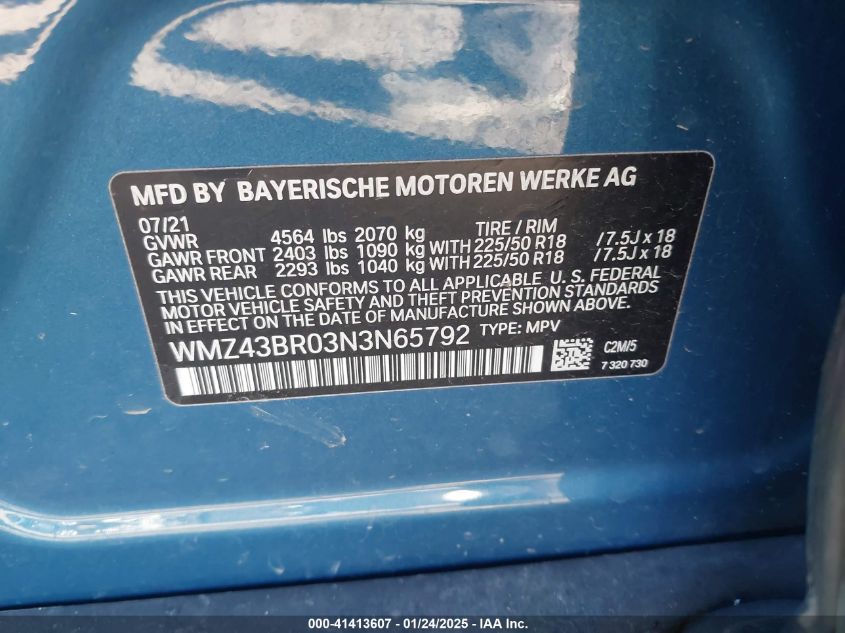 MFD BY BAYERISCHE MOTOREN WERKE AG
07/21 TIRE / RIM
GVWR 4564 lbs 2070 kg
GAWR FRONT 2403 lbs 1090 kg WITH 225/50 R18 /7.5J x 18
GAWR REAR 2293 lbs 1040 kg WITH 225/50 R18 /7.5J x 18
THIS VEHICLE CONFORMS TO ALL APPLICABLE U. S. FEDERAL
MOTOR VEHICLE SAFETY AND THEFT PREVENTION STANDARDS
IN EFFECT ON THE DATE OF MANUFACTURE SHOWN ABOVE.
WMZ43BR03N3N65792 TYPE: MPV
C2M/5
7 320 730
000-41413607 - 01/24/2025 - IAA Inc.